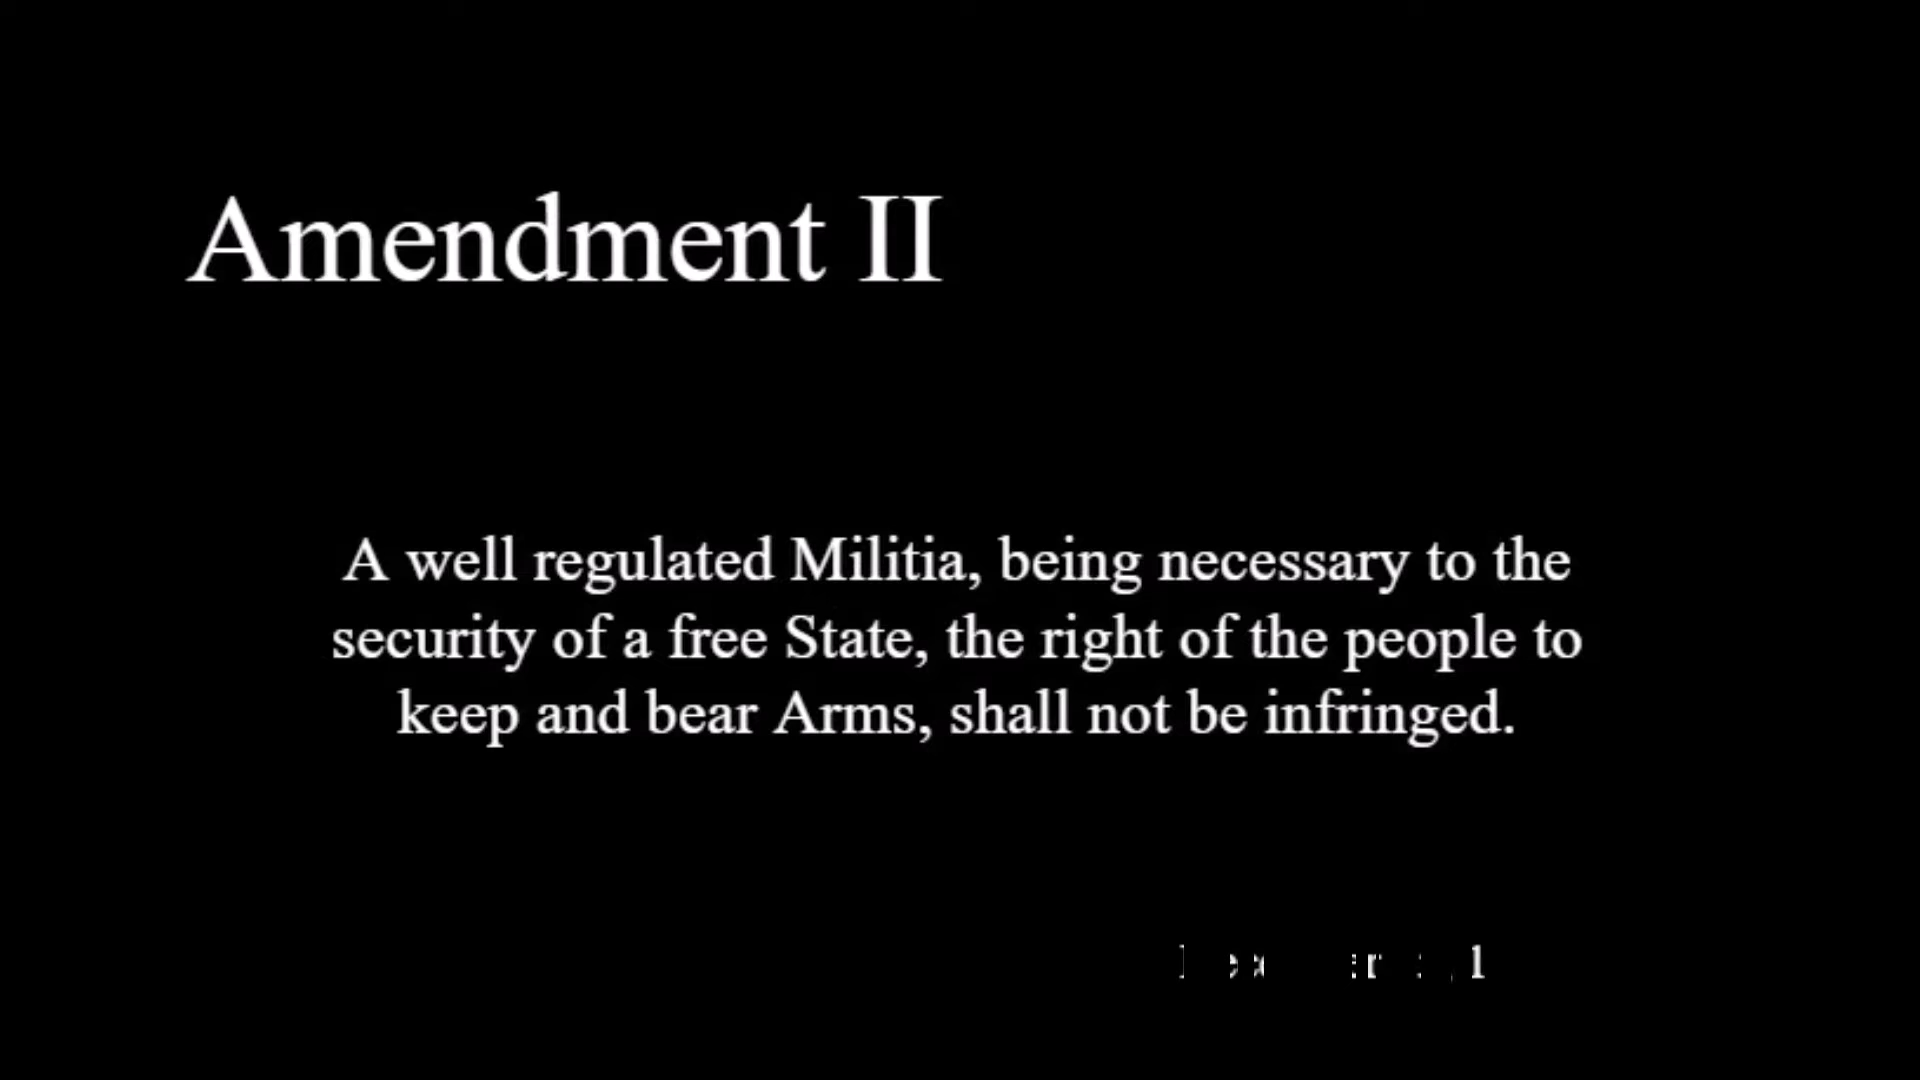 Amendment II
A well regulated Militia, being necessary to the
security of a free State, the right of the people to
keep and bear Arms, shall not be infringed.